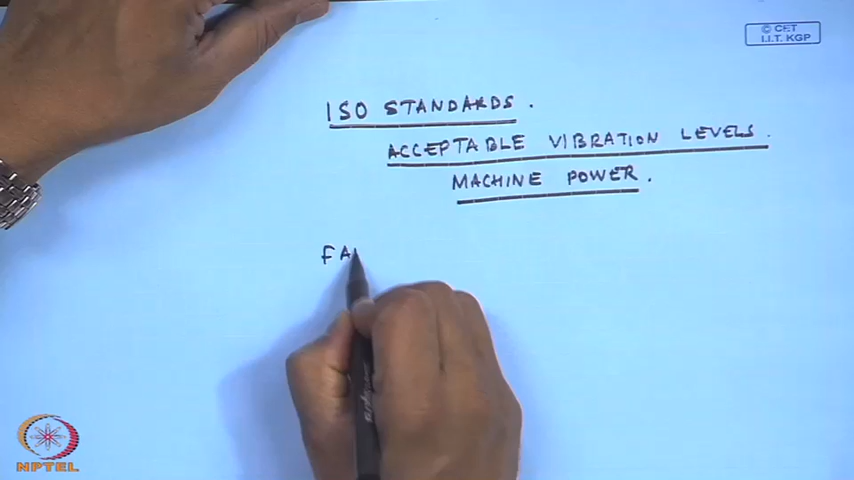 © CET
I.I.T. KGP
ISO STANDARDS.
ACCEPTABLE VIBRATION LEVELS.
MACHINE POWER.
FA
NPTEL